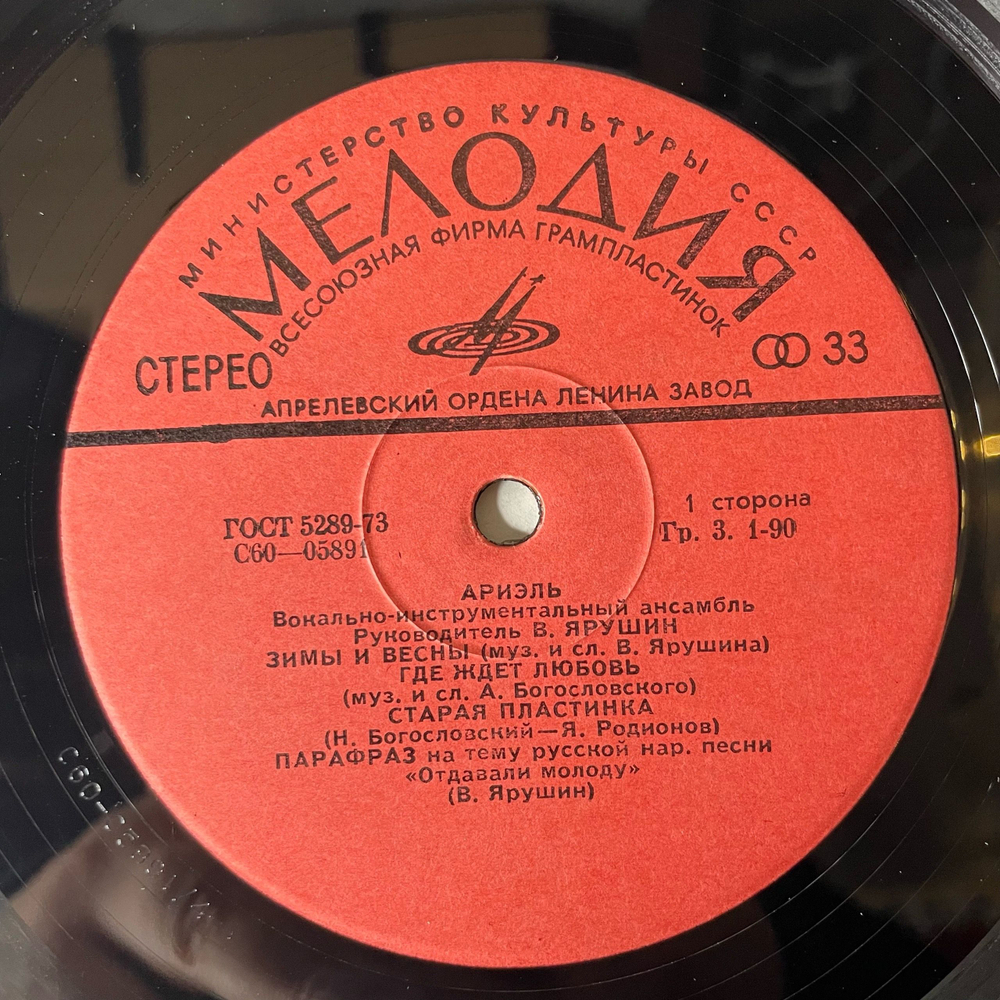 МИНИСТЕРСТВО КУЛЬТУРЫ СССР
МЕЛОДИЯ
ВСЕСОЮЗНАЯ ФИРМА ГРАМПЛАСТИНОК
СТЕРЕО
33
АПРЕЛЕВСКИЙ ОРДЕНА ЛЕНИНА ЗАВОД
ГОСТ 5289-73
С60—05891
1 сторона
Гр. 3. 1-90
АРИЭЛЬ
Вокально-инструментальный ансамбль
Руководитель В. ЯРУШИН
ЗИМЫ И ВЕСНЫ (муз. и сл. В. Ярушина)
ГДЕ ЖДЕТ ЛЮБОВЬ
(муз. и сл. А. Богословского)
СТАРАЯ ПЛАСТИНКА
(Н. Богословский—Я. Родионов)
ПАРАФРАЗ на тему русской нар. песни
«Отдавали молоду»
(В. Ярушин)